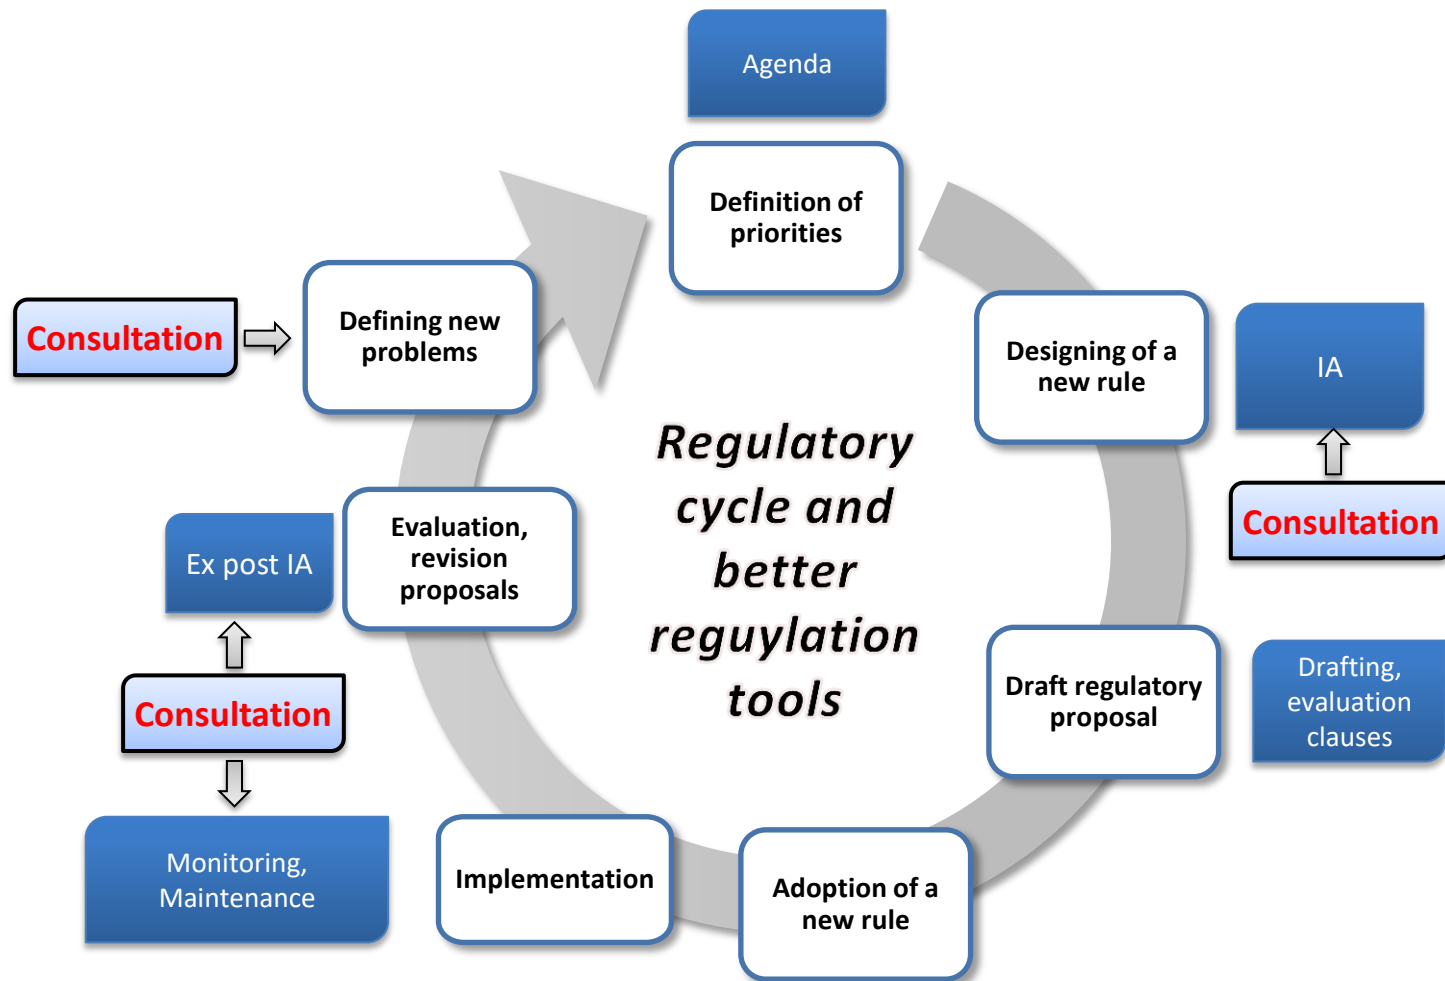 Agenda
Definition of
priorities
Defining new
problems
Consultation
Designing of a
new rule
IA
Consultation
Regulatory
cycle and
better
reguylation
tools
Evaluation,
revision
proposals
Ex post IA
Consultation
Monitoring,
Maintenance
Draft regulatory
proposal
Drafting,
evaluation
clauses
Implementation
Adoption of a
new rule